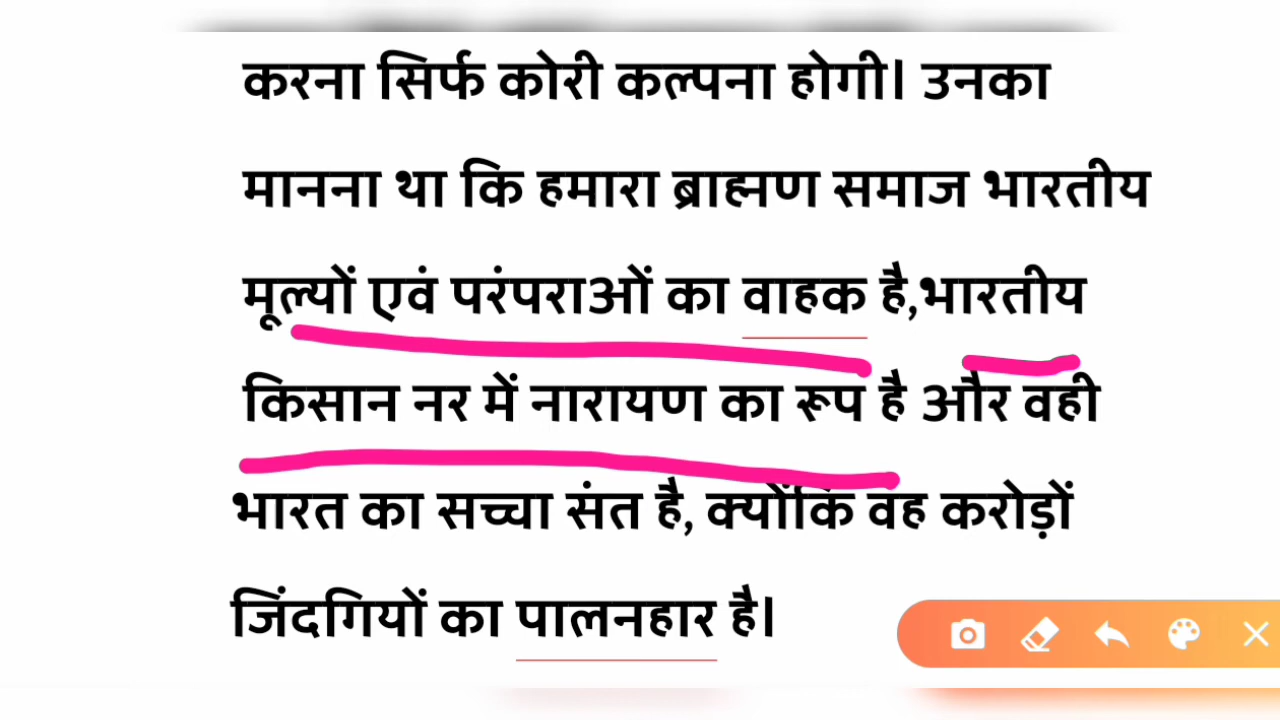 करना सिर्फ कोरी कल्पना होगी। उनका
मानना था कि हमारा ब्राह्मण समाज भारतीय
मूल्यों एवं परंपराओं का वाहक है,भारतीय
किसान नर में नारायण का रूप है और वही
भारत का सच्चा संत है, क्योंकि वह करोड़ों
जिंदगियों का पालनहार है।